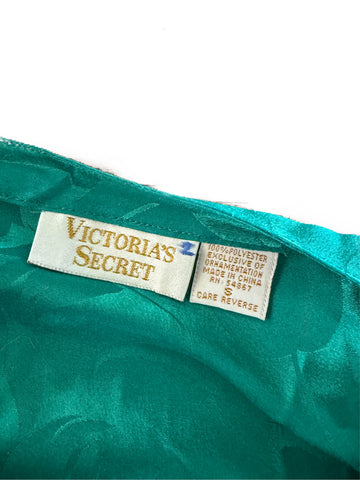 VICTORIA'S
SECRET
2
100% POLYESTER
EXCLUSIVE OF
ORNAMENTATION
MADE IN CHINA
RN: 54867
S
CARE REVERSE